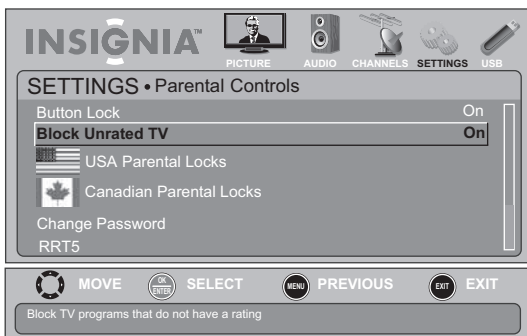 INSIGNIA™
PICTURE AUDIO CHANNELS SETTINGS USB
SETTINGS • Parental Controls
Button Lock On
Block Unrated TV On
USA Parental Locks
Canadian Parental Locks
Change Password
RRT5
MOVE OK ENTER SELECT MENU PREVIOUS EXIT EXIT
Block TV programs that do not have a rating